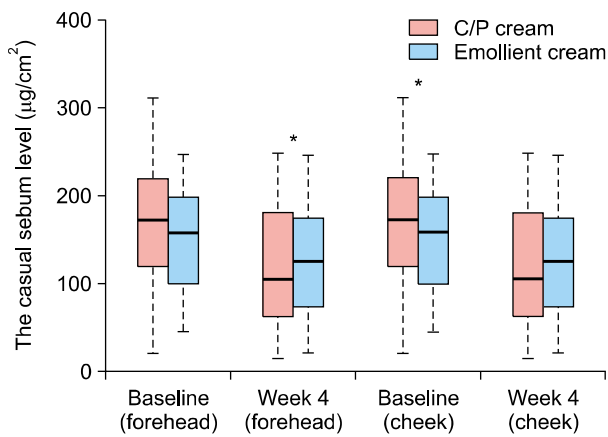 C/P cream
Emollient cream
The casual sebum level (μg/cm²)
400
300
200
100
0
*
*
Baseline (forehead)
Week 4 (forehead)
Baseline (cheek)
Week 4 (cheek)